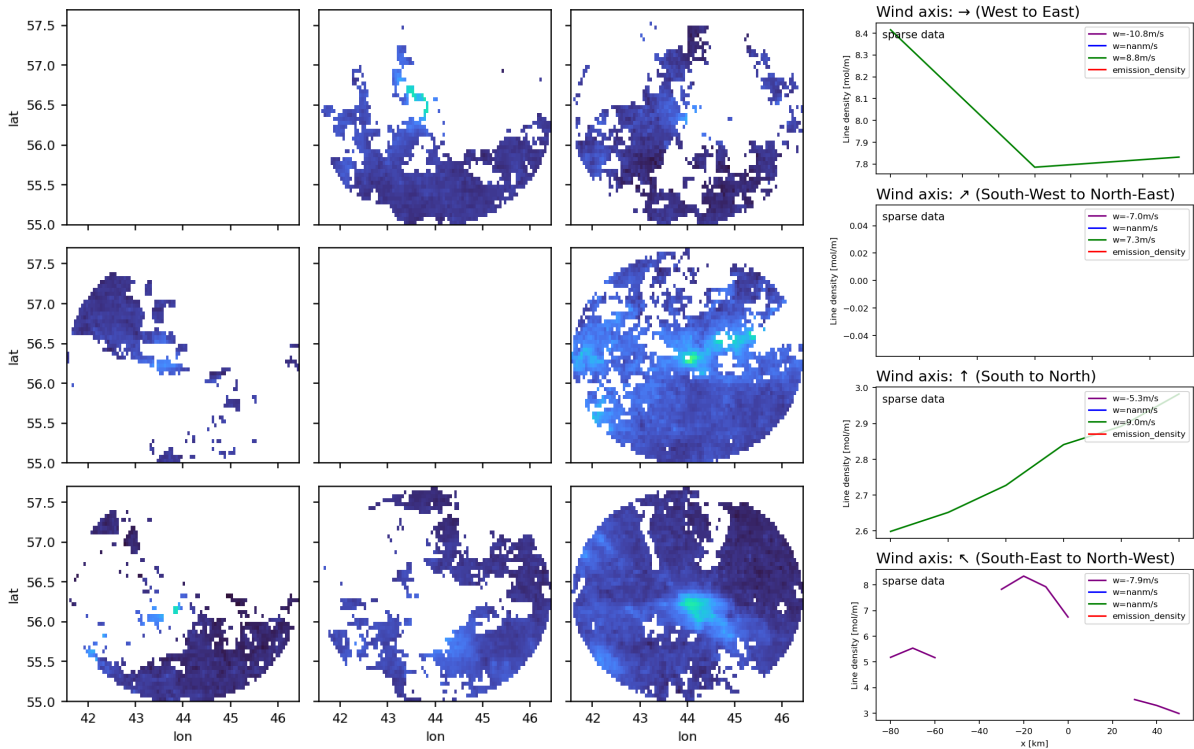 57.5
57.0
56.5
56.0
55.5
55.0
lat
57.5
57.0
56.5
56.0
55.5
55.0
lat
57.5
57.0
56.5
56.0
55.5
55.0
lat
42 43 44 45 46
lon
42 43 44 45 46
lon
42 43 44 45 46
lon
Wind axis: → (West to East)
sparse data
w=-10.8m/s
w=nanm/s
w=8.8m/s
emission_density
8.4
8.3
8.2
8.1
8.0
7.9
7.8
Line density [mol/m]
Wind axis: ↗ (South-West to North-East)
sparse data
w=-7.0m/s
w=nanm/s
w=7.3m/s
emission_density
0.04
0.02
0.00
−0.02
−0.04
Line density [mol/m]
Wind axis: ↑ (South to North)
sparse data
w=-5.3m/s
w=nanm/s
w=9.0m/s
emission_density
3.0
2.9
2.8
2.7
2.6
Line density [mol/m]
Wind axis: ↖ (South-East to North-West)
sparse data
w=-7.9m/s
w=nanm/s
w=nanm/s
emission_density
8
7
6
5
4
3
Line density [mol/m]
−80 −60 −40 −20 0 20 40
x [km]